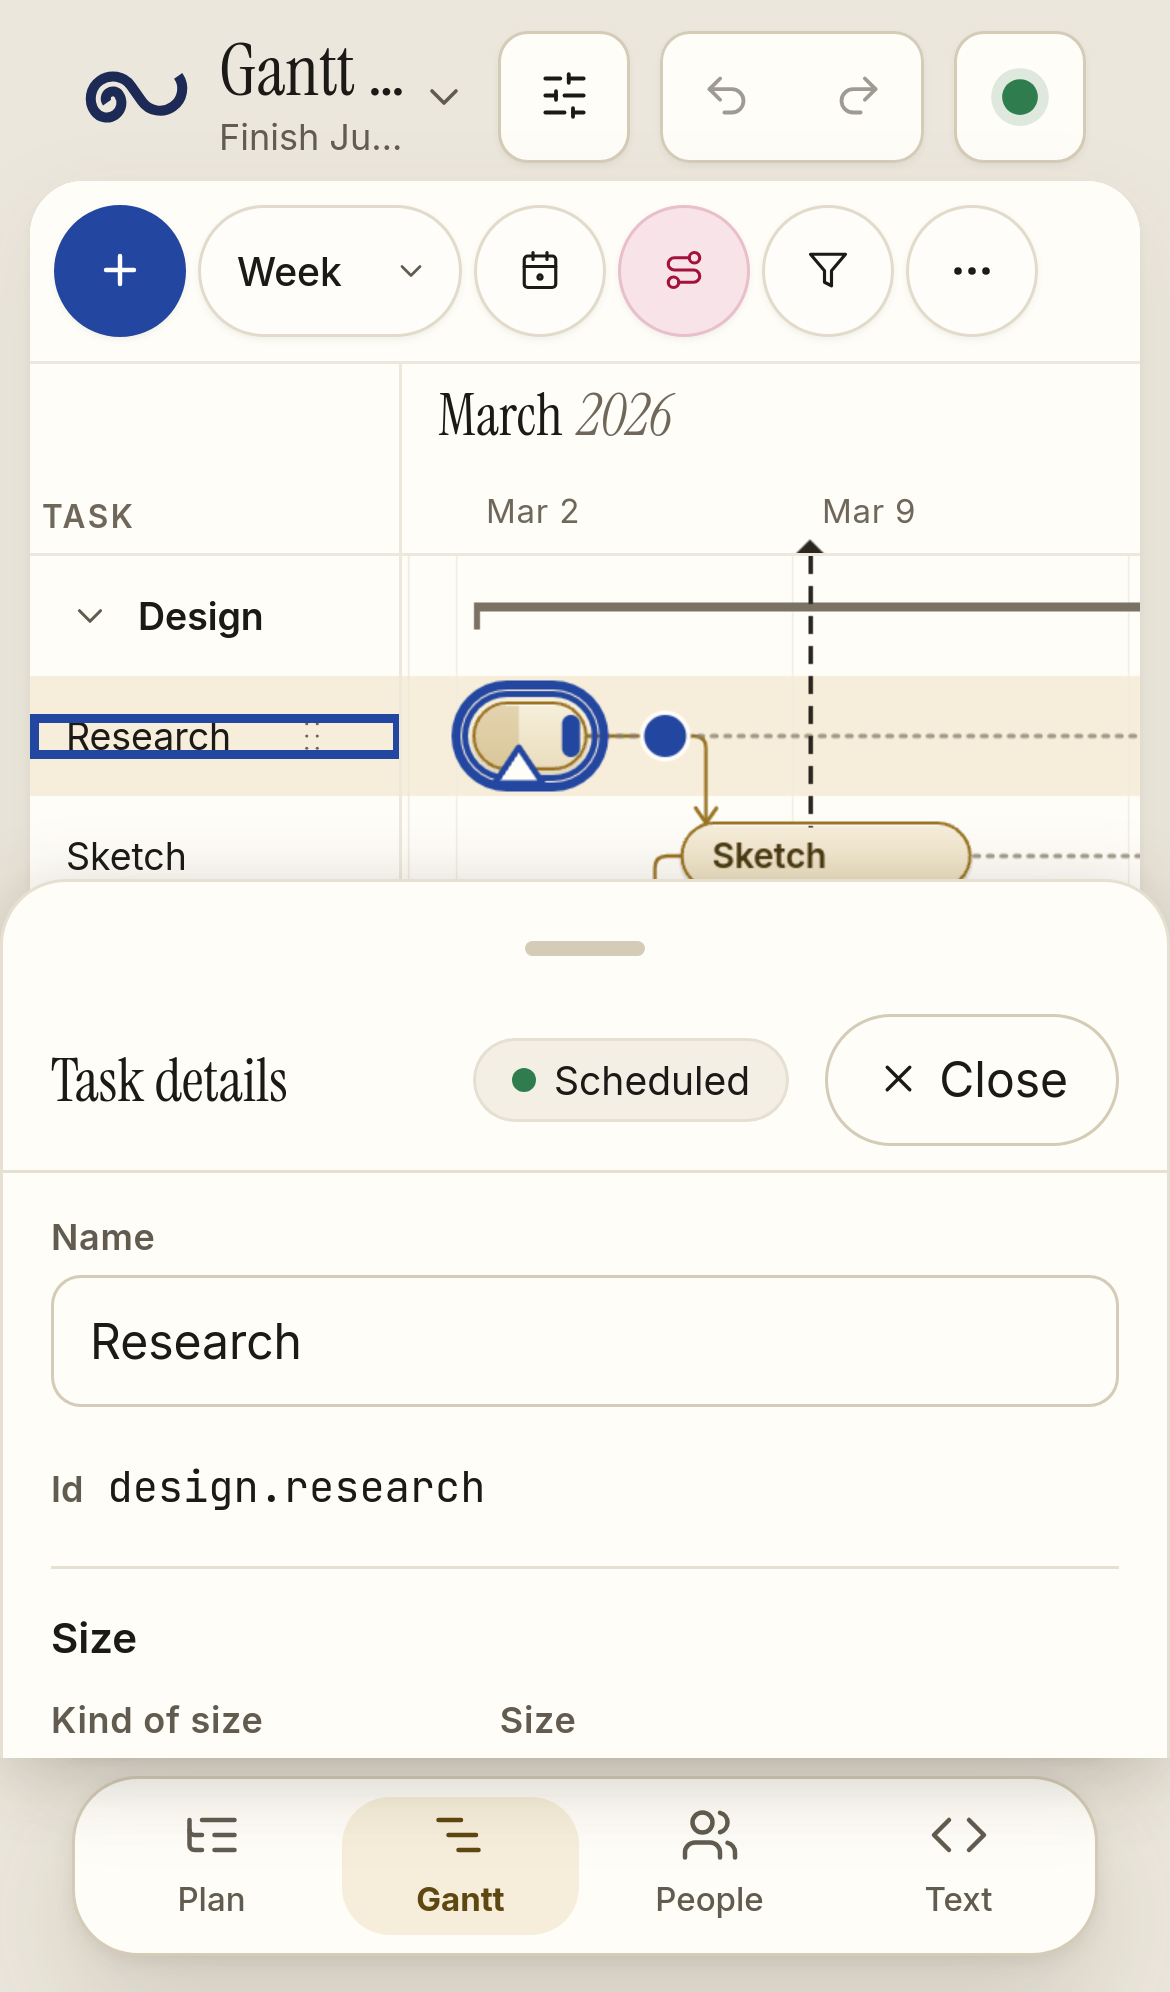 Gantt ...
Finish Ju...
Week
March 2026
TASK
Mar 2
Mar 9
Design
Research
Sketch
Sketch
Task details
Scheduled
Close
Name
Research
Id design.research
Size
Kind of size
Size
Plan
Gantt
People
Text